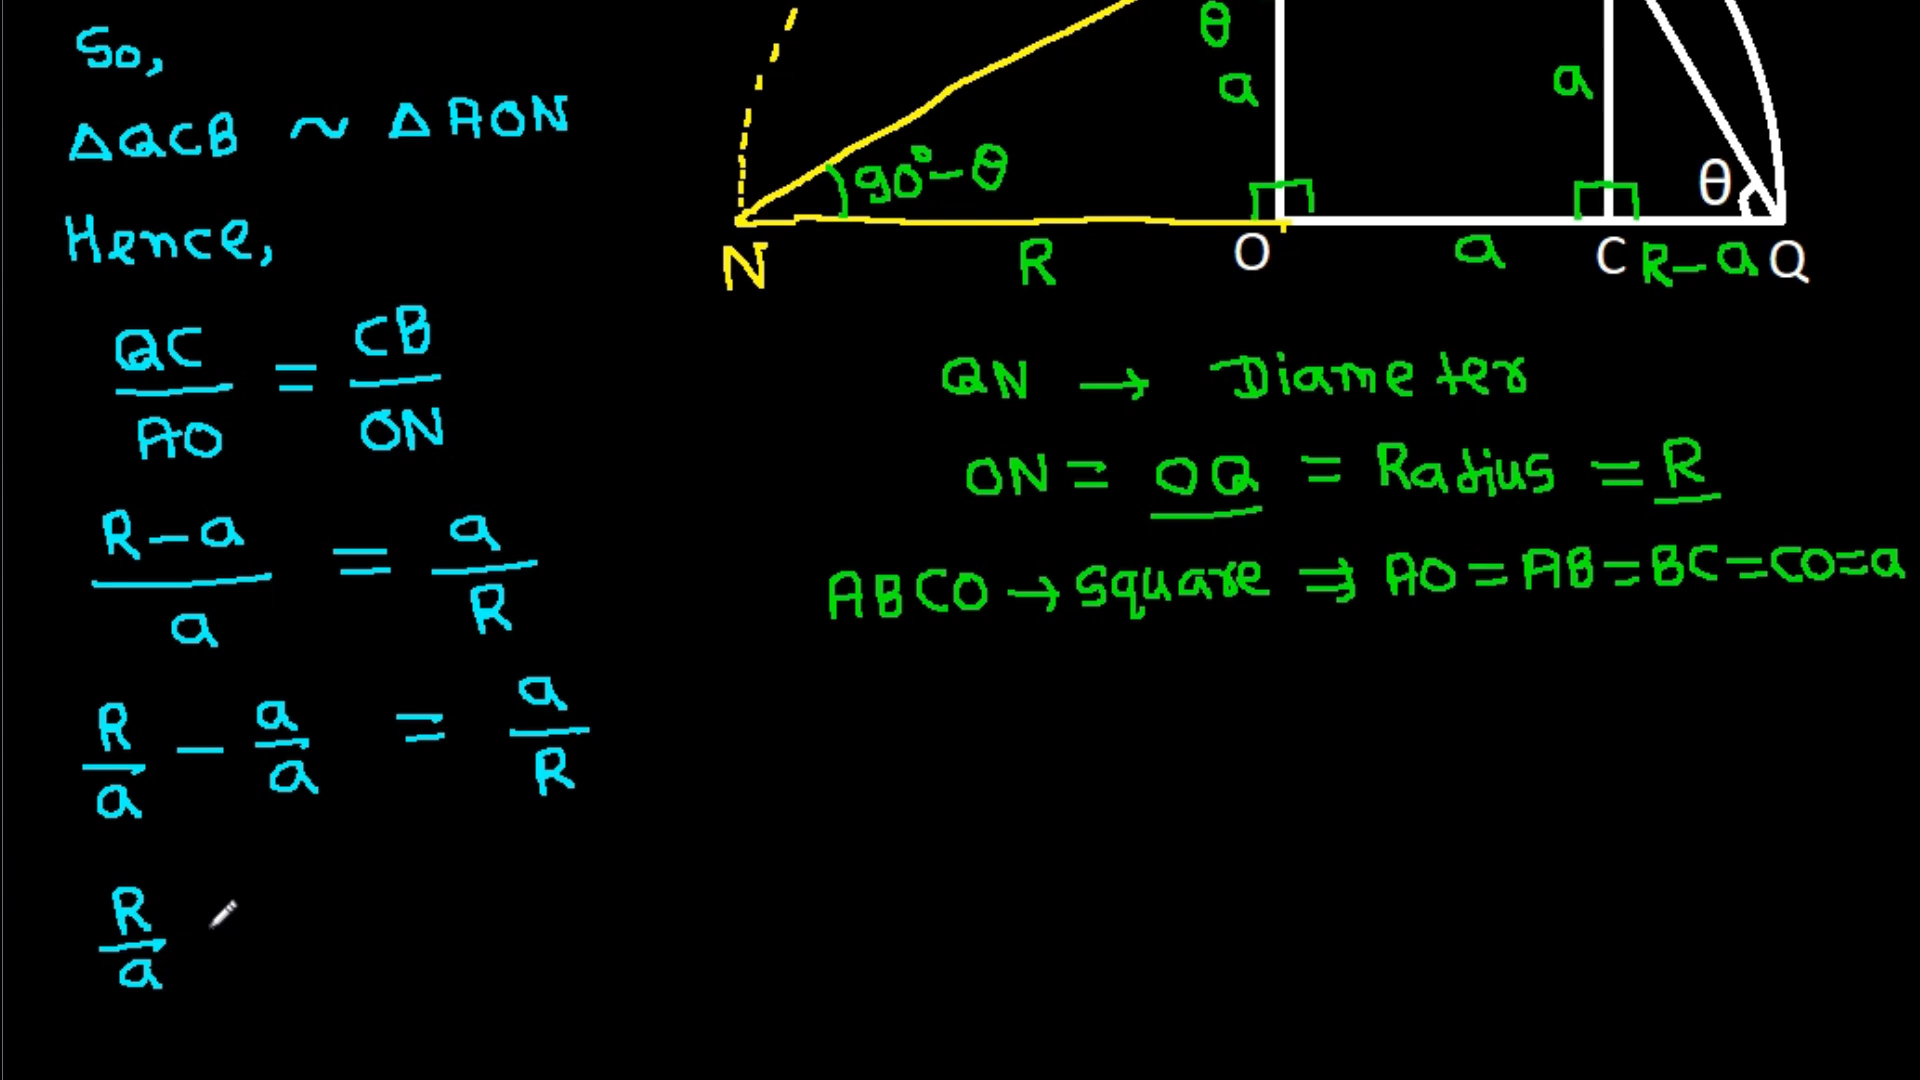 So,
ΔQCB ~ ΔAON
Hence,
QC/AO = CB/ON
R-a/a = a/R
R/a - a/a = a/R
R/a
θ
a
a
90°-θ
θ
N
R
O
a
C
R-a
Q
QN → Diameter
ON = OQ = Radius = R
ABCO → square ⇒ AO = AB = BC = CO = a